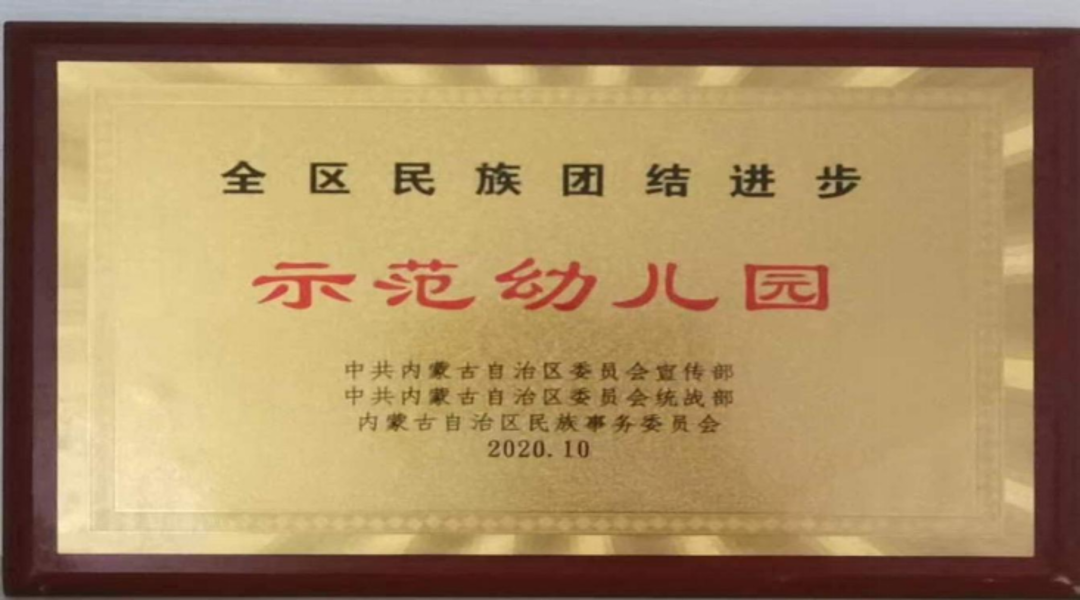 全区民族团结进步
示范幼儿园
中共内蒙古自治区委员会宣传部
中共内蒙古自治区委员会统战部
内蒙古自治区民族事务委员会
2020.10